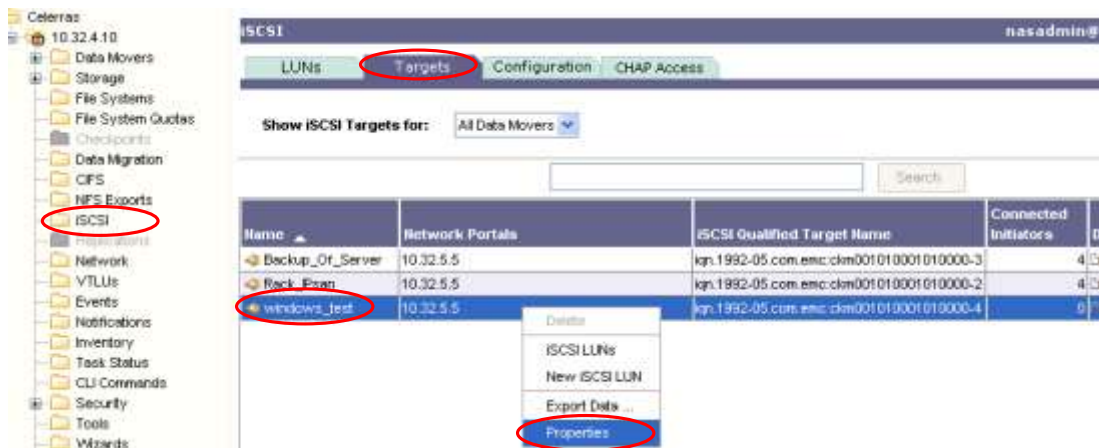 Celerras
10.32.4.10
Data Movers
Storage
File Systems
File System Quotas
Checkpoints
Data Migration
CIFS
NFS Exports
iSCSI
Replications
Network
VTLUs
Events
Notifications
Inventory
Task Status
CLI Commands
Security
Tools
Wizards
iSCSI nasadmin@
LUNs Targets Configuration CHAP Access
Show iSCSI Targets for: All Data Movers
Search
Name Network Portals iSCSI Qualified Target Name Connected Initiators
Backup_Of_Server 10.32.5.5 iqn.1992-05.com.emc:ckm001010001010000-3 4
Rack_Esan 10.32.5.5 iqn.1992-05.com.emc:ckm001010001010000-2 4
windows_test 10.32.5.5 iqn.1992-05.com.emc:ckm001010001010000-4 0
Delete
iSCSI LUNs
New iSCSI LUN
Export Data ...
Properties